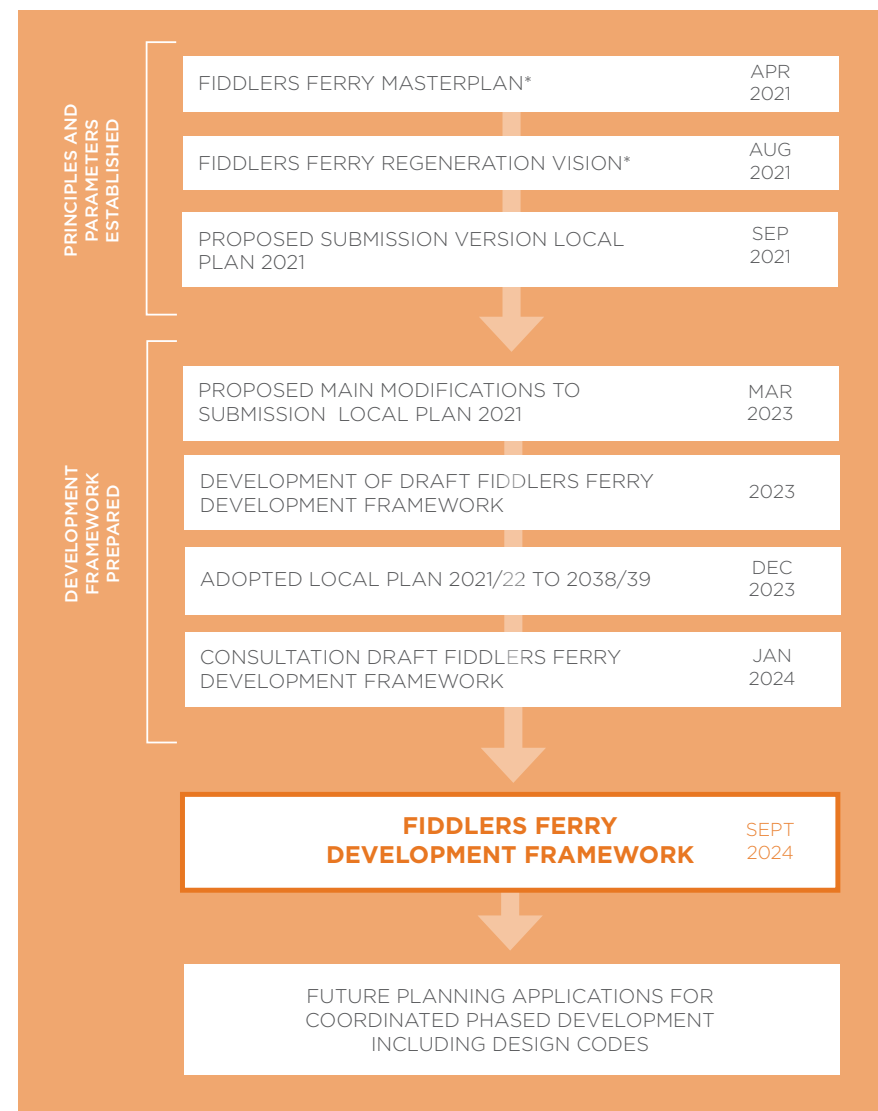 PRINCIPLES AND
PARAMETERS
ESTABLISHED
FIDDLERS FERRY MASTERPLAN*
APR
2021
FIDDLERS FERRY REGENERATION VISION*
AUG
2021
PROPOSED SUBMISSION VERSION LOCAL
PLAN 2021
SEP
2021
DEVELOPMENT
FRAMEWORK
PREPARED
PROPOSED MAIN MODIFICATIONS TO
SUBMISSION LOCAL PLAN 2021
MAR
2023
DEVELOPMENT OF DRAFT FIDDLERS FERRY
DEVELOPMENT FRAMEWORK
2023
ADOPTED LOCAL PLAN 2021/22 TO 2038/39
DEC
2023
CONSULTATION DRAFT FIDDLERS FERRY
DEVELOPMENT FRAMEWORK
JAN
2024
FIDDLERS FERRY
DEVELOPMENT FRAMEWORK
SEPT
2024
FUTURE PLANNING APPLICATIONS FOR
COORDINATED PHASED DEVELOPMENT
INCLUDING DESIGN CODES